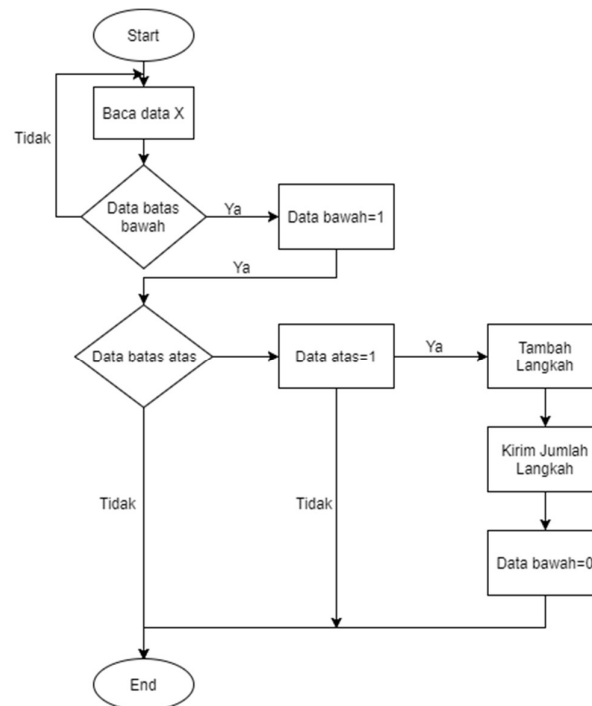 Start
Baca data X
Tidak
Data batas
bawah
Ya
Data bawah=1
Ya
Data batas atas
Data atas=1
Ya
Tambah
Langkah
Kirim Jumlah
Langkah
Tidak
Tidak
Data bawah=0
End